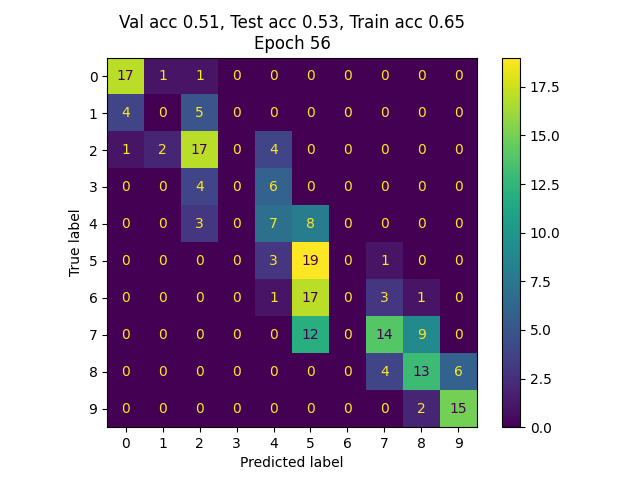 Val acc 0.51, Test acc 0.53, Train acc 0.65
Epoch 56
0 17 1 1 0 0 0 0 0 0 0
1 4 0 5 0 0 0 0 0 0 0
2 1 2 17 0 4 0 0 0 0 0
3 0 0 4 0 6 0 0 0 0 0
4 0 0 3 0 7 8 0 0 0 0
5 0 0 0 0 3 19 0 1 0 0
6 0 0 0 0 1 17 0 3 1 0
7 0 0 0 0 0 12 0 14 9 0
8 0 0 0 0 0 0 0 4 13 6
9 0 0 0 0 0 0 0 0 2 15
0 1 2 3 4 5 6 7 8 9
Predicted label
True label
17.5
15.0
12.5
10.0
7.5
5.0
2.5
0.0